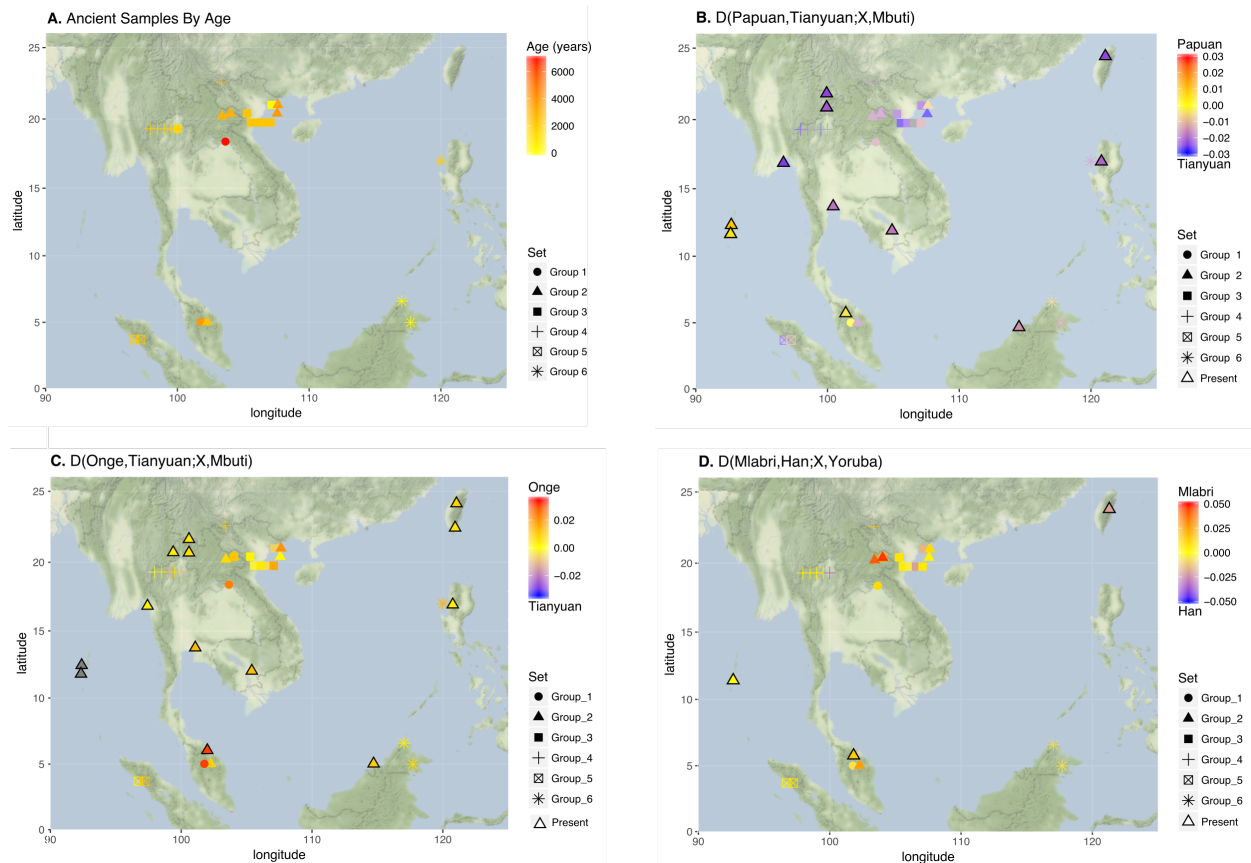 A. Ancient Samples By Age
25
20
15
10
5
0
90
100
110
120
latitude
longitude
Age (years)
6000
4000
2000
0
Set
Group 1
Group 2
Group 3
Group 4
Group 5
Group 6
B. D(Papuan,Tianyuan;X,Mbuti)
25
20
15
10
5
0
90
100
110
120
latitude
longitude
Papuan
0.03
0.02
0.01
0.00
-0.01
-0.02
-0.03
Tianyuan
Set
Group 1
Group 2
Group 3
Group 4
Group 5
Group 6
Present
C. D(Onge,Tianyuan;X,Mbuti)
25
20
15
10
5
0
90
100
110
120
latitude
longitude
Onge
0.02
0.00
-0.02
Tianyuan
Set
Group_1
Group_2
Group_3
Group_4
Group_5
Group_6
Present
D. D(Mlabri,Han;X,Yoruba)
25
20
15
10
5
0
90
100
110
120
latitude
longitude
Mlabri
0.050
0.025
0.000
-0.025
-0.050
Han
Set
Group_1
Group_2
Group_3
Group_4
Group_5
Group_6
Present